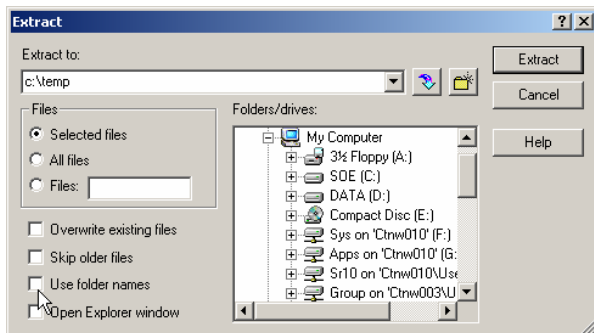 Extract
Extract to:
c:\temp
Extract
Cancel
Help
Files
Selected files
All files
Files:
Overwrite existing files
Skip older files
Use folder names
Open Explorer window
Folders/drives:
My Computer
3½ Floppy (A:)
SOE (C:)
DATA (D:)
Compact Disc (E:)
Sys on 'Ctnw010' (F:)
Apps on 'Ctnw010' (G:
Sr10 on 'Ctnw010\Use
Group on 'Ctnw003\U